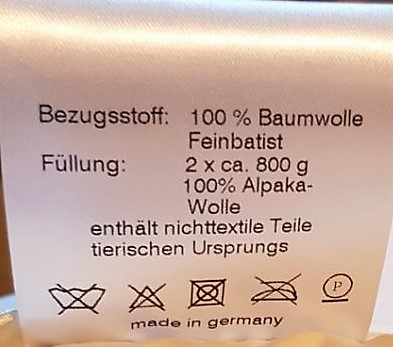 Bezugsstoff: 100 % Baumwolle
Feinbatist
Füllung: 2 x ca. 800 g
100% Alpaka-
Wolle
enthält nichttextile Teile
tierischen Ursprungs
P
made in germany